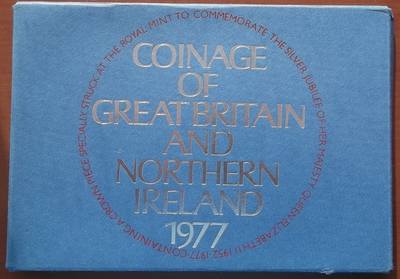 COINAGE
OF
GREAT BRITAIN
AND
NORTHERN
IRELAND
1977
CONTAINING A CROWN PIECE SPECIALLY STRUCK AT THE ROYAL MINT TO COMMEMORATE THE SILVER JUBILEE OF HER MAJESTY QUEEN ELIZABETH II 1952-1977